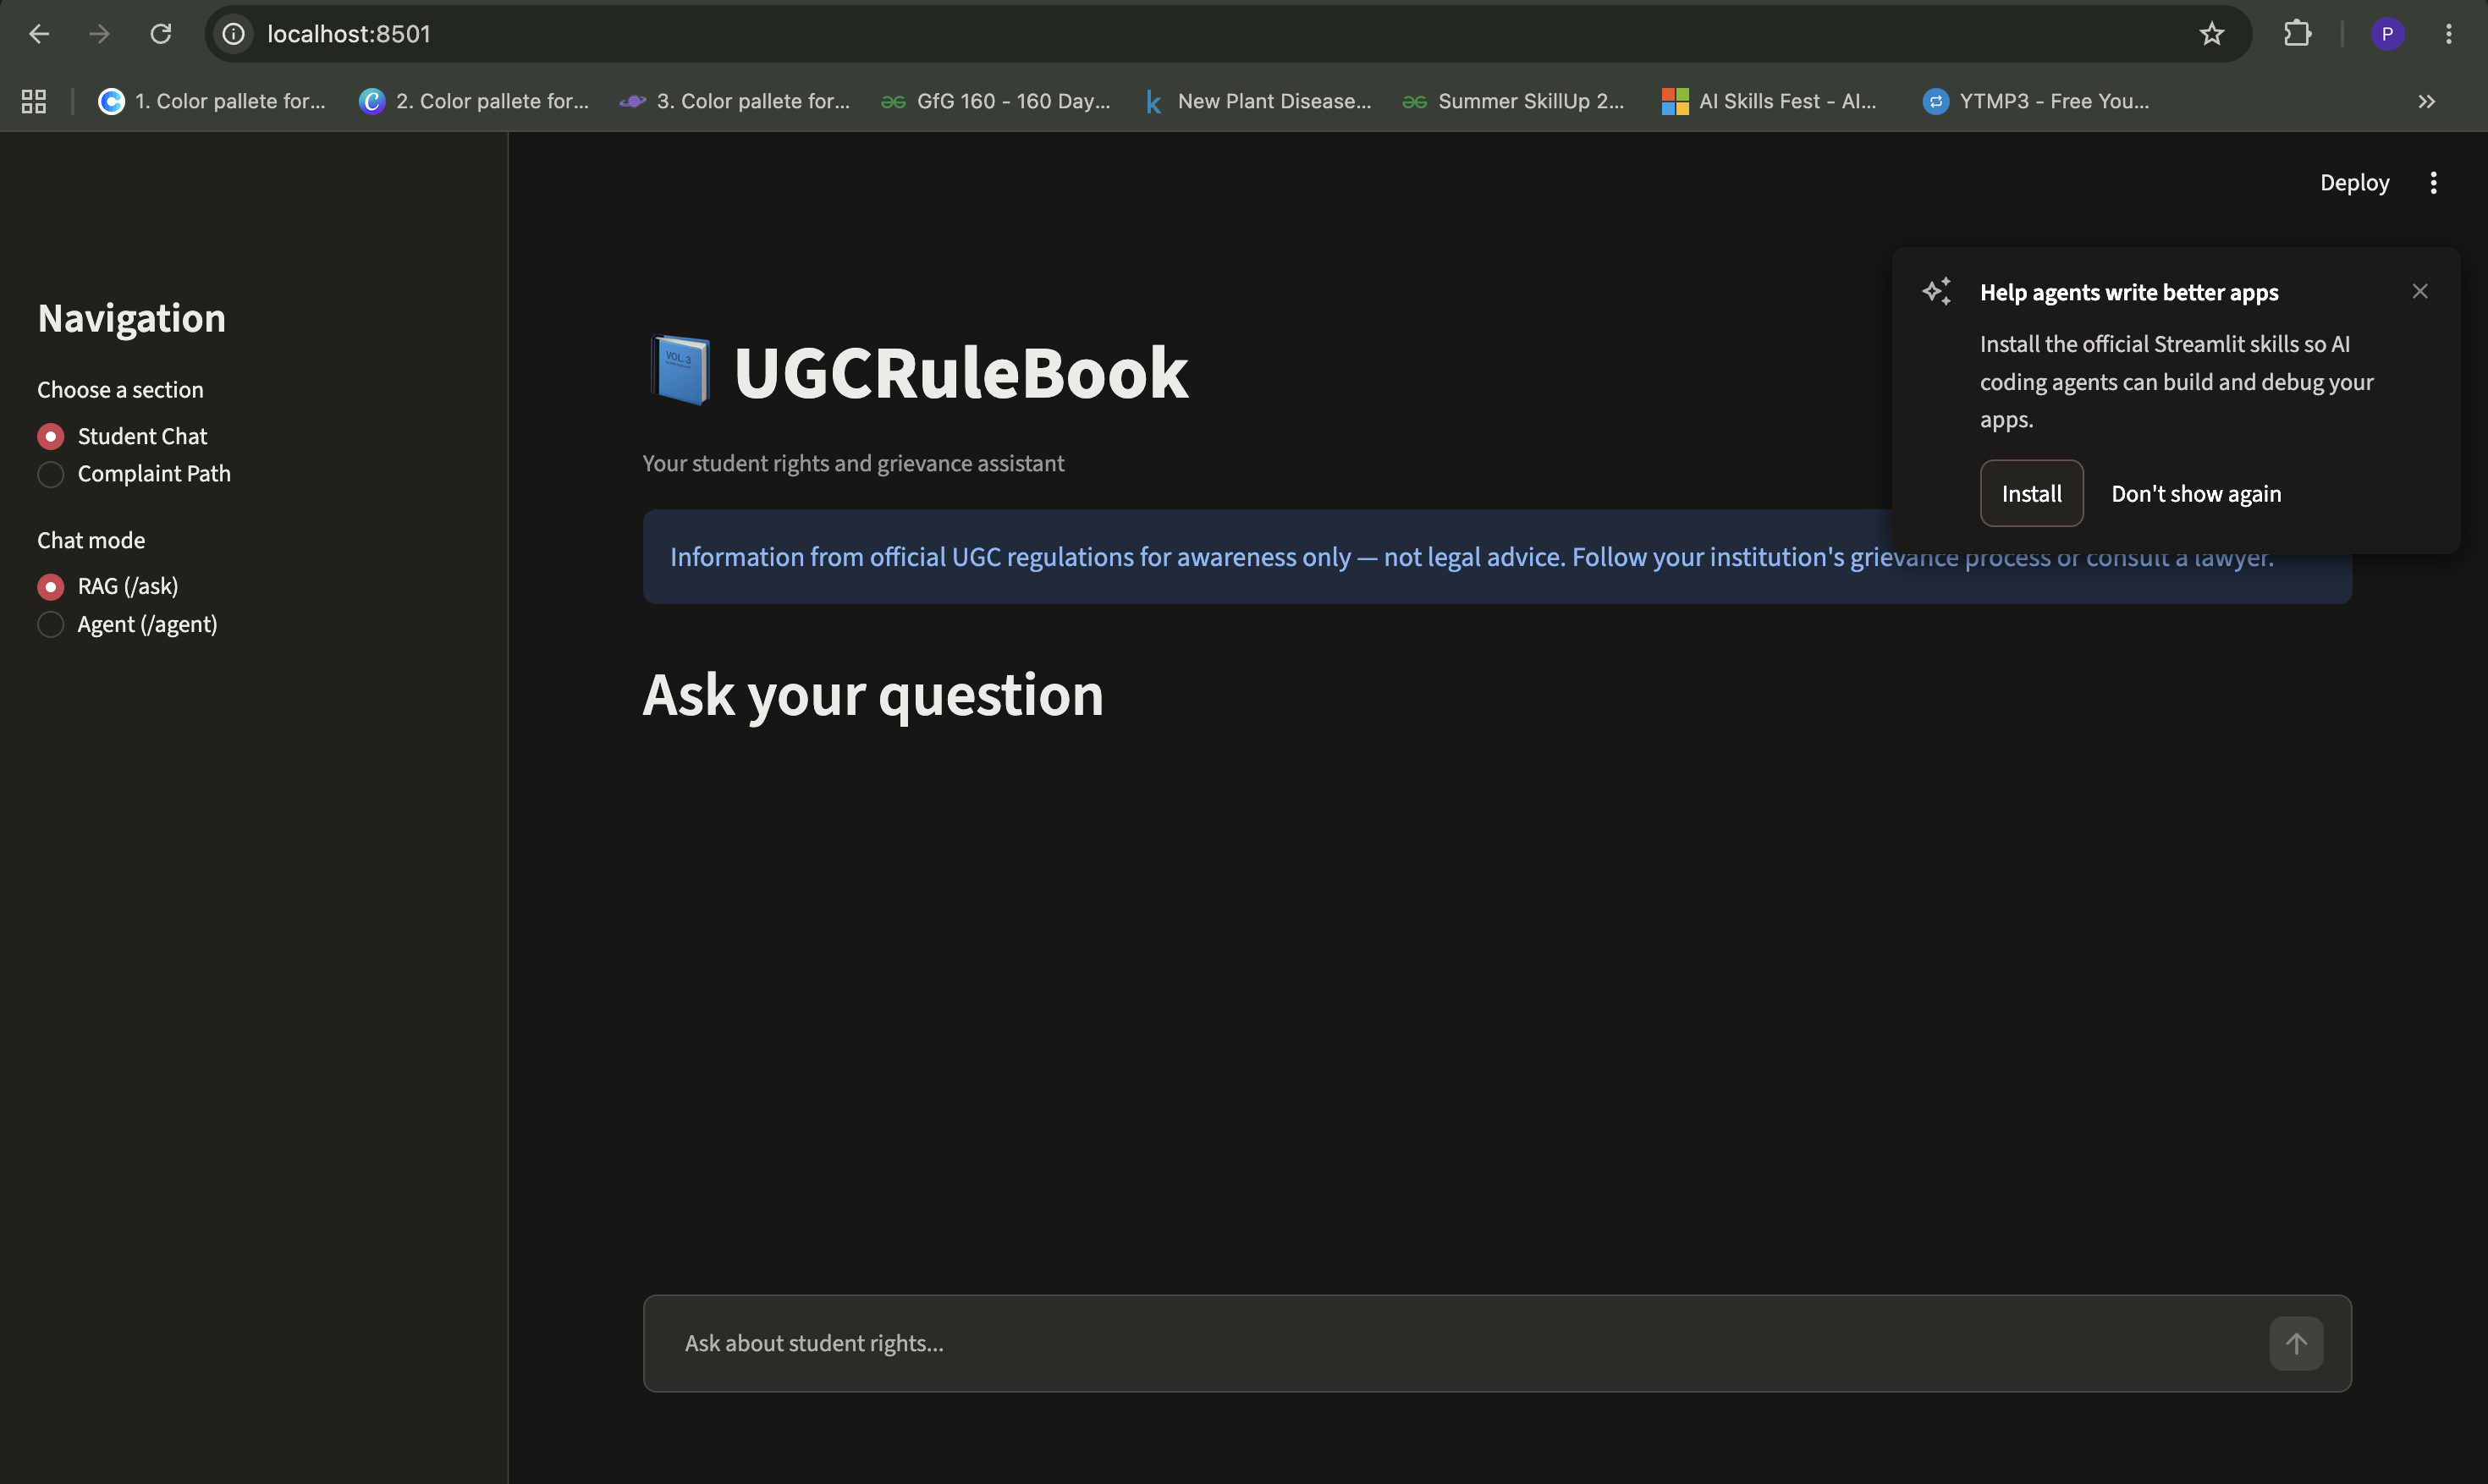 localhost:8501
1. Color pallete for...
2. Color pallete for...
3. Color pallete for...
GfG 160 - 160 Day...
New Plant Disease...
Summer SkillUp 2...
AI Skills Fest - AI...
YTMP3 - Free You...
P
Deploy
Navigation
Choose a section
Student Chat
Complaint Path
Chat mode
RAG (/ask)
Agent (/agent)
VOL. 3
UGCRuleBook
Your student rights and grievance assistant
Information from official UGC regulations for awareness only — not legal advice. Follow your institution's grievance process or consult a lawyer.
Help agents write better apps
Install the official Streamlit skills so AI
coding agents can build and debug your
apps.
Install
Don't show again
Ask your question
Ask about student rights...